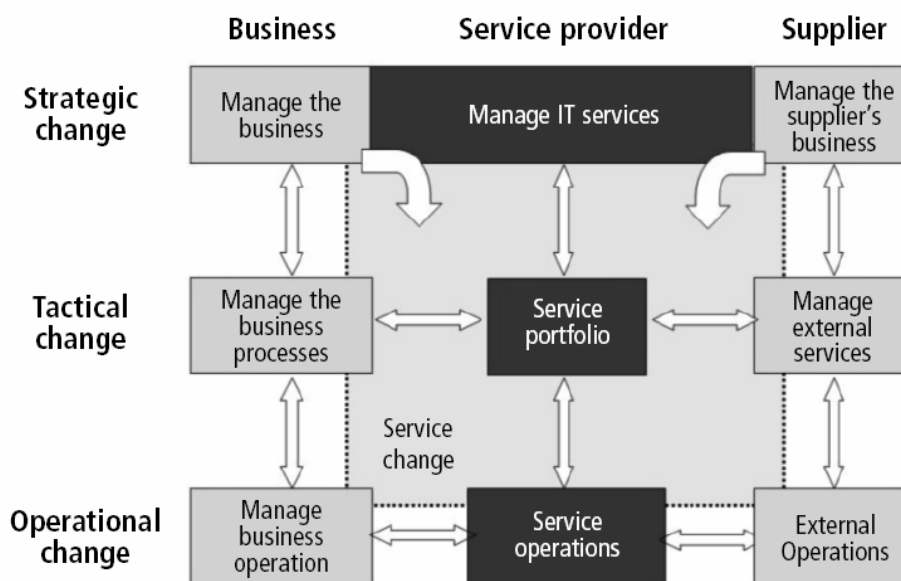 Business Service provider Supplier
Strategic
change
Manage the
business
Manage IT services
Manage the
supplier's
business
Tactical
change
Manage the
business
processes
Service
portfolio
Manage
external
services
Service
change
Operational
change
Manage
business
operation
Service
operations
External
Operations